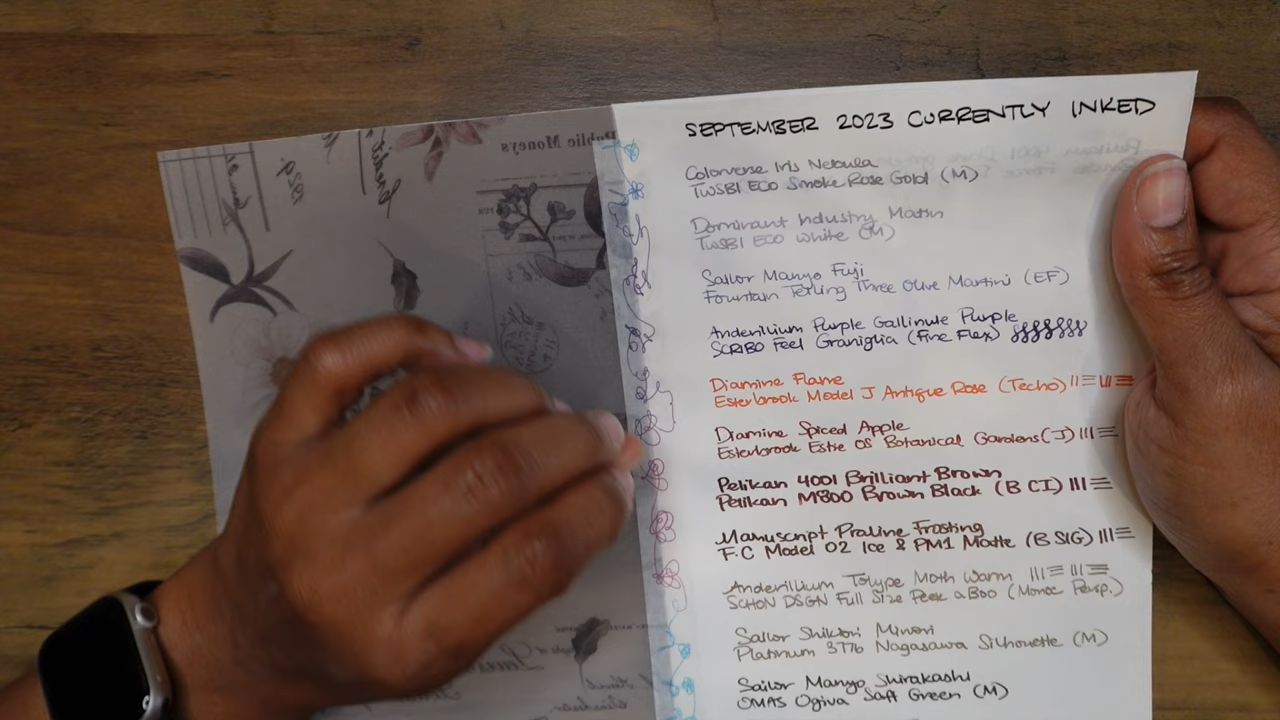 Public Moneys
1929
SEPTEMBER 2023 CURRENTLY INKED
Colorverse Iris Nebula
TWSBI ECO Smoke Rose Gold (M)
Dominant Industry Matin
TWSBI ECO White (M)
Sailor Manyo Fuji
Fountain Terling Three Olive Martini (EF)
Anderillium Purple Gallinule Purple
SCRIBO Feel Graniglia (Fine Flex)
Diamine Flame
Esterbrook Model J Antique Rose (Techo)
Diamine Spiced Apple
Esterbrook Estie OS Botanical Gardens (J)
Pelikan 4001 Brilliant Brown
Pelikan M800 Brown Black (B CI)
Manuscript Praline Frosting
F.C Model 02 Ice & PM1 Matte (B SIG)
Anderillium Tolype Moth Warm
SCHON DSGN Full Size Peek a Boo (Monoc Persp.)
Sailor Shikiori Minori
Platinum 3776 Nagasawa Silhouette (M)
Sailor Manyo Shirakashi
OMAS Ogiva Saft Green (M)